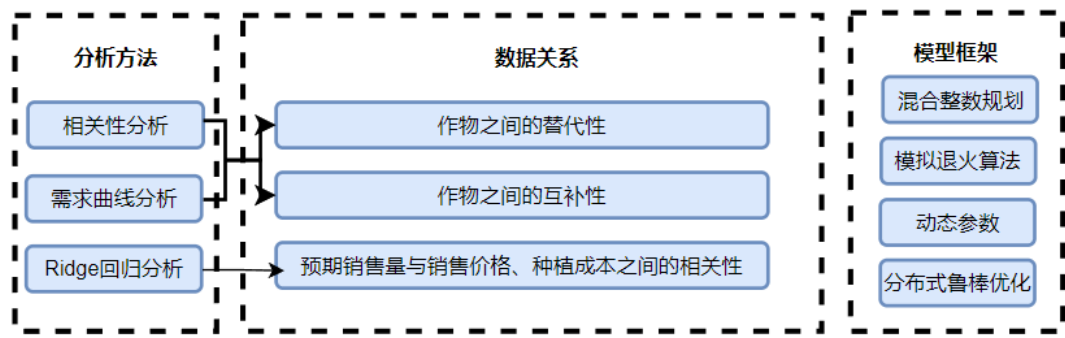 分析方法
相关性分析
需求曲线分析
Ridge回归分析
数据关系
作物之间的替代性
作物之间的互补性
预期销售量与销售价格、种植成本之间的相关性
模型框架
混合整数规划
模拟退火算法
动态参数
分布式鲁棒优化